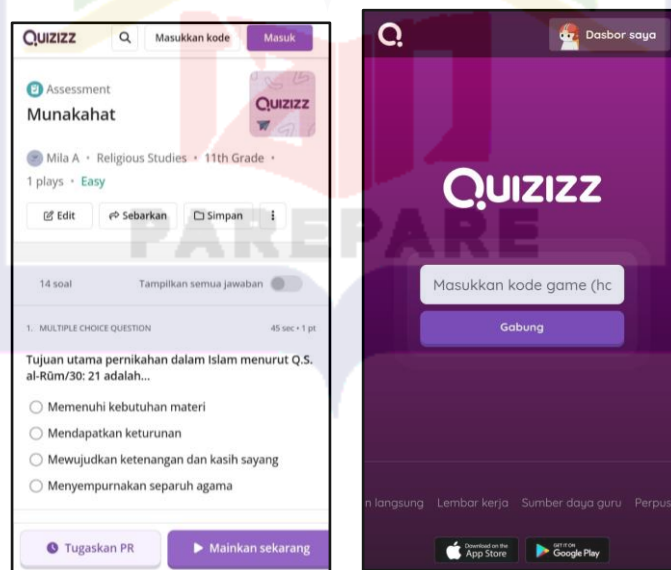 QUIZIZZ
Masukkan kode
Masuk
Assessment
Munakahat
QUIZIZZ
Mila A • Religious Studies • 11th Grade •
1 plays • Easy
Edit
Sebarkan
Simpan
14 soal
Tampilkan semua jawaban
1. MULTIPLE CHOICE QUESTION
45 sec • 1 pt
Tujuan utama pernikahan dalam Islam menurut Q.S.
al-Rūm/30: 21 adalah...
Memenuhi kebutuhan materi
Mendapatkan keturunan
Mewujudkan ketenangan dan kasih sayang
Menyempurnakan separuh agama
Tugaskan PR
Mainkan sekarang
Q
Dasbor saya
QUIZIZZ
Masukkan kode game (hc
Gabung
n langsung
Lembar kerja
Sumber daya guru
Perpus
Download on the
App Store
GET IT ON
Google Play
PAREPARE